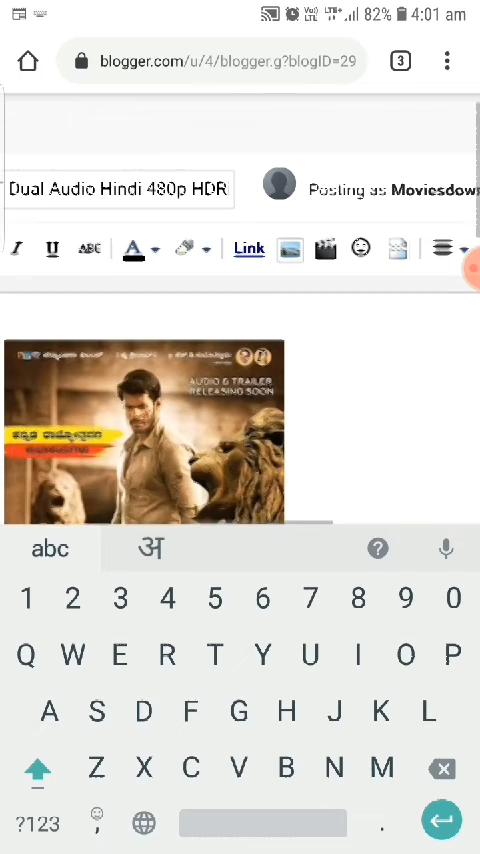 82% 4:01 am
blogger.com/u/4/blogger.g?blogID=29
3
Dual Audio Hindi 480p HDR
Posting as Moviesdow
I U ABC A Link
AUDIO & TRAILER
RELEASING SOON
abc अ ?
1 2 3 4 5 6 7 8 9 0
Q W E R T Y U I O P
A S D F G H J K L
Z X C V B N M
?123 , .